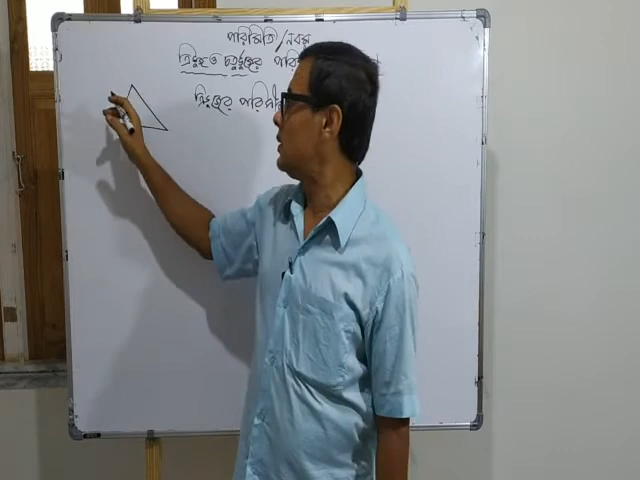 পরিমিতি/নবম
ত্রিভুজ ও চতুর্ভুজের
ত্রিভুজের